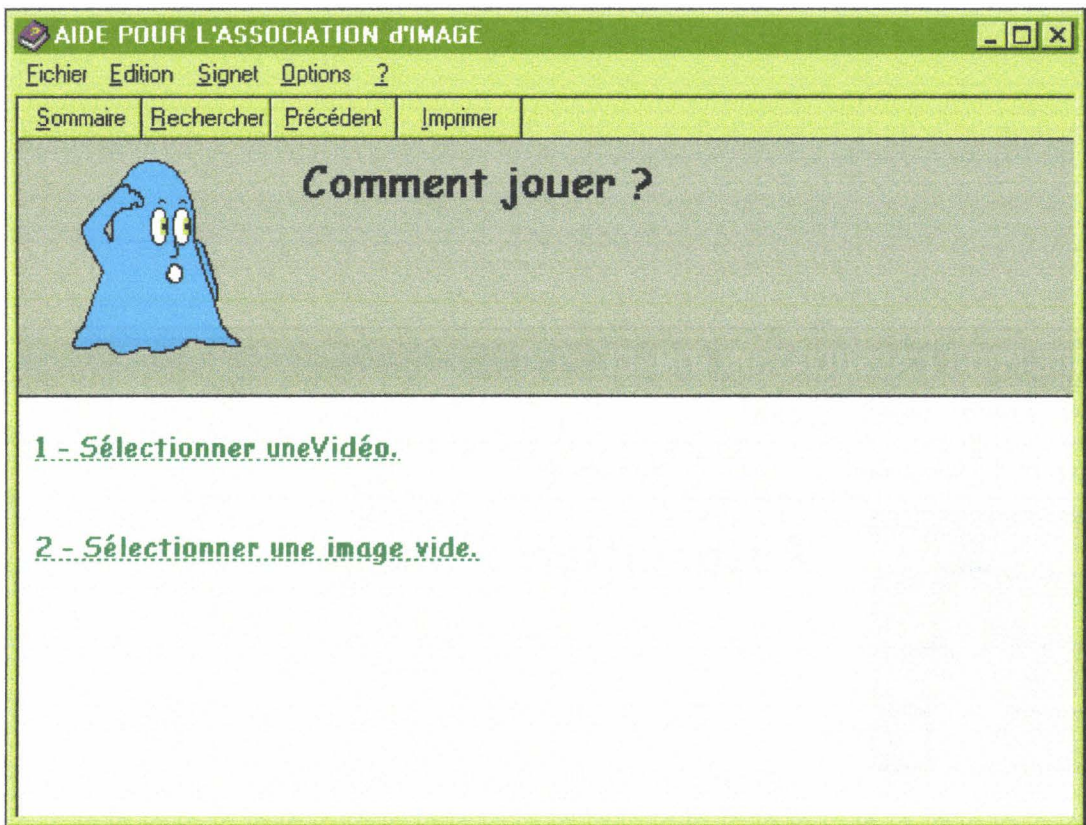 AIDE POUR L'ASSOCIATION d'IMAGE
Fichier Edition Signet Options ?
Sommaire Rechercher Précédent Imprimer
Comment jouer ?
1 - Sélectionner uneVidéo.
2 - Sélectionner une image vide.